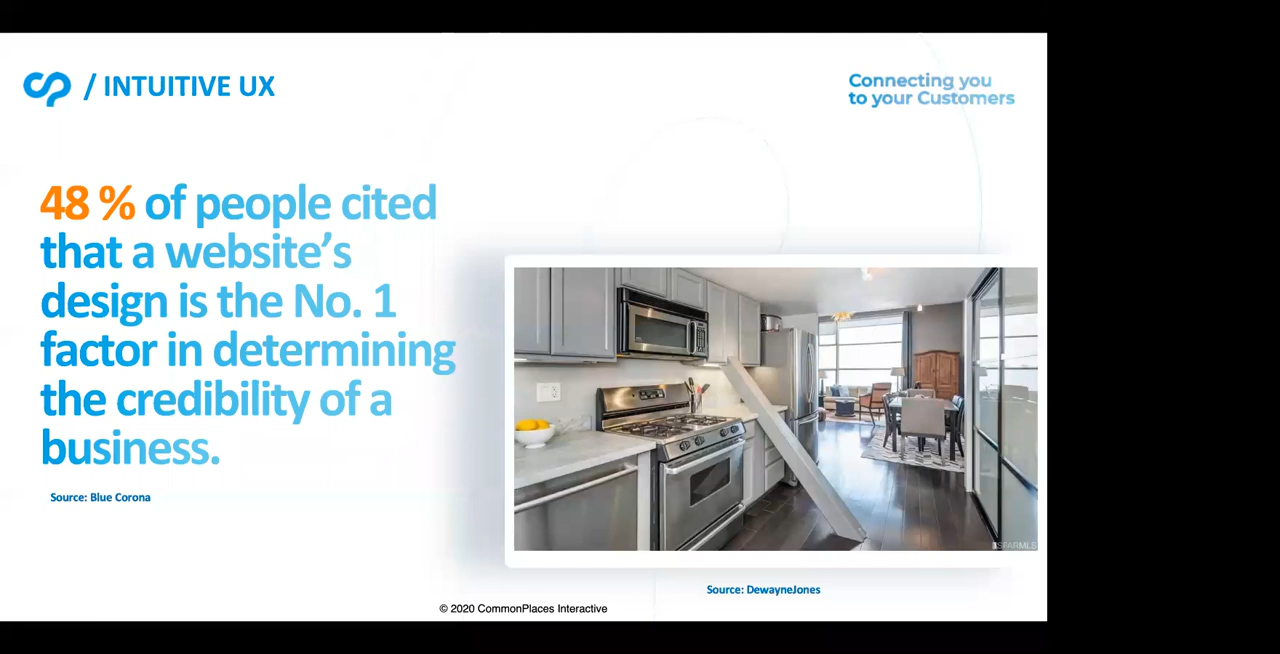 / INTUITIVE UX
Connecting you
to your Customers
48 % of people cited
that a website’s
design is the No. 1
factor in determining
the credibility of a
business.
Source: Blue Corona
SFARMLS
Source: DewayneJones
© 2020 CommonPlaces Interactive